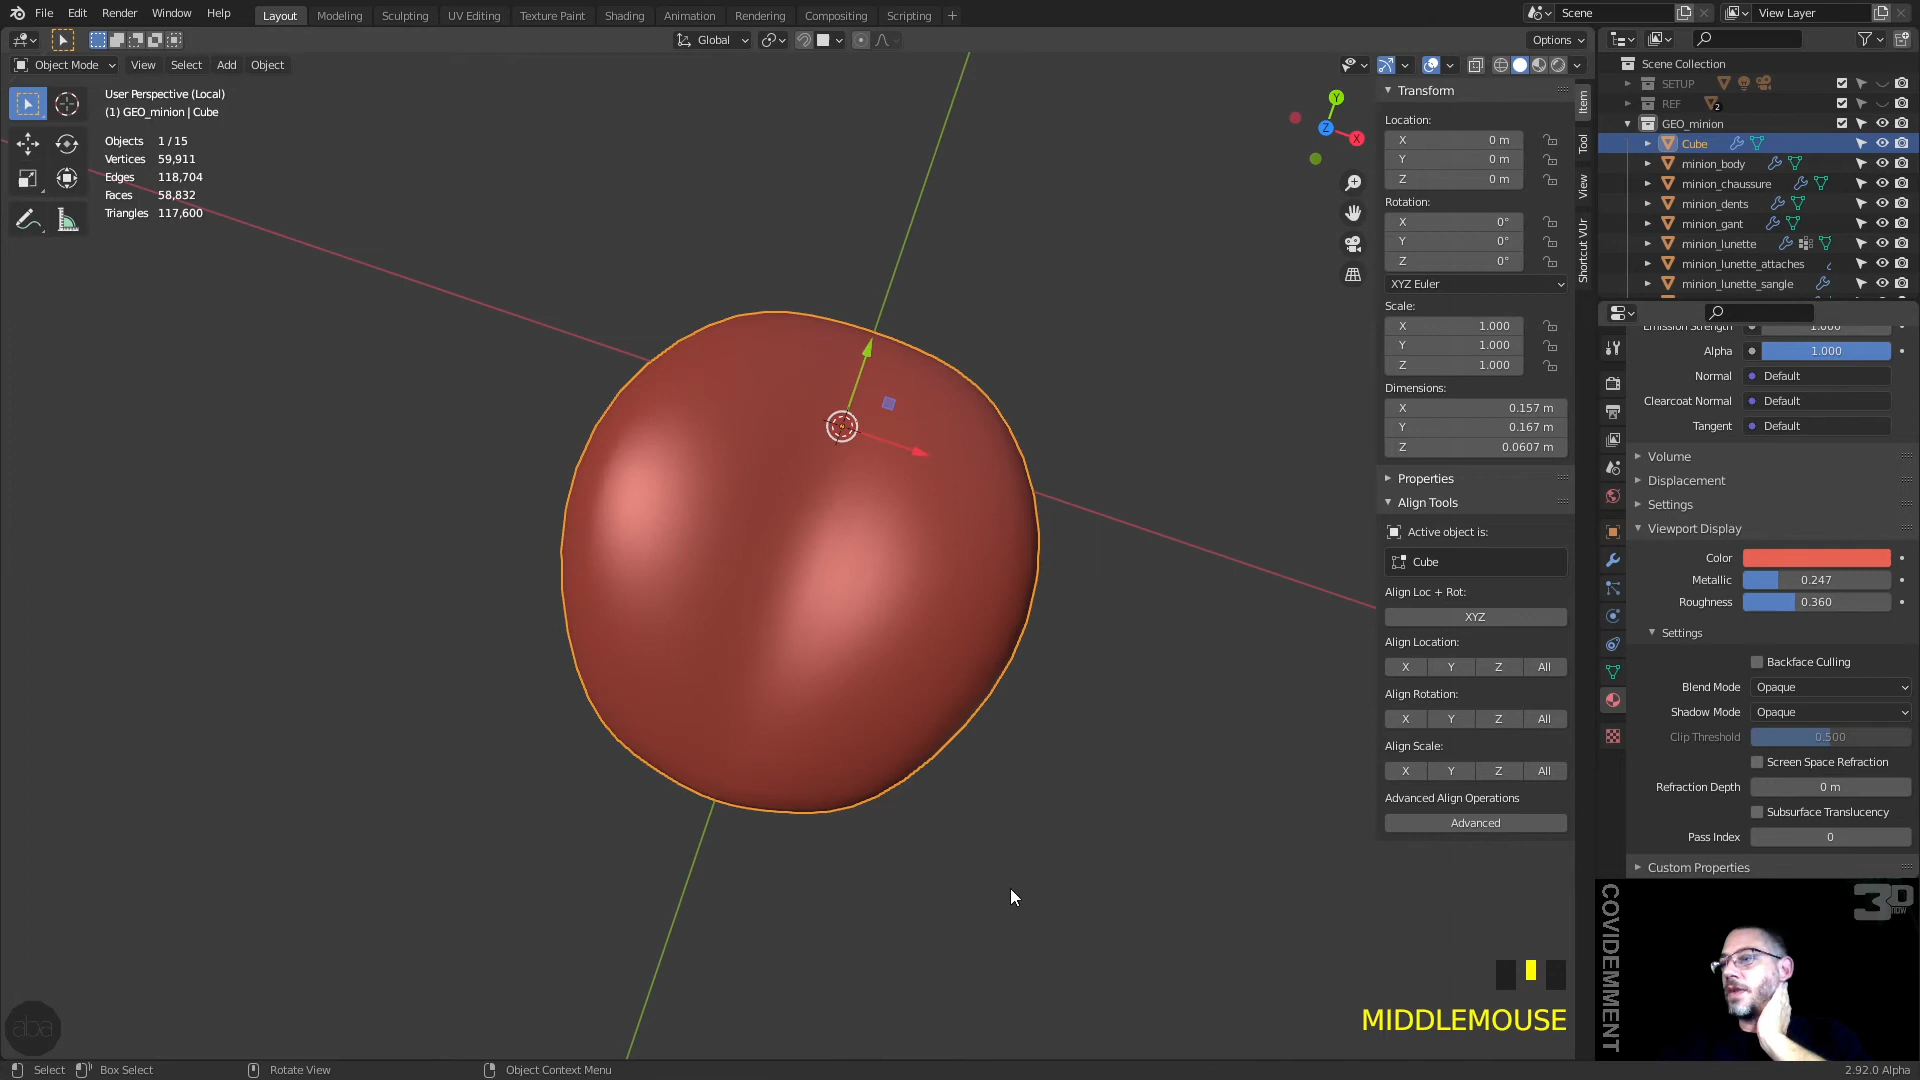 File Edit Render Window Help
Layout Modeling Sculpting UV Editing Texture Paint Shading Animation Rendering Compositing Scripting +
Scene
View Layer
Global
Options
Object Mode View Select Add Object
User Perspective (Local)
(1) GEO_minion | Cube
Objects 1 / 15
Vertices 59,911
Edges 118,704
Faces 58,832
Triangles 117,600
Y
Z
X
Transform
Location:
X 0 m
Y 0 m
Z 0 m
Rotation:
X 0°
Y 0°
Z 0°
XYZ Euler
Scale:
X 1.000
Y 1.000
Z 1.000
Dimensions:
X 0.157 m
Y 0.167 m
Z 0.0607 m
Properties
Align Tools
Active object is:
Cube
Align Loc + Rot:
XYZ
Align Location:
X Y Z All
Align Rotation:
X Y Z All
Align Scale:
X Y Z All
Advanced Align Operations
Advanced
Item
Tool
View
Shortcut VUr
Scene Collection
SETUP
REF 2
GEO_minion
Cube
minion_body
minion_chaussure
minion_dents
minion_gant
minion_lunette
minion_lunette_attaches
minion_lunette_sangle
Emission Strength 1.000
Alpha 1.000
Normal Default
Clearcoat Normal Default
Tangent Default
Volume
Displacement
Settings
Viewport Display
Color
Metallic 0.247
Roughness 0.360
Settings
Backface Culling
Blend Mode Opaque
Shadow Mode Opaque
Clip Threshold 0.500
Screen Space Refraction
Refraction Depth 0 m
Subsurface Translucency
Pass Index 0
Custom Properties
COVIDEMMENT
3D
now
MIDDLEMOUSE
aba
Select Box Select Rotate View Object Context Menu
2.92.0 Alpha